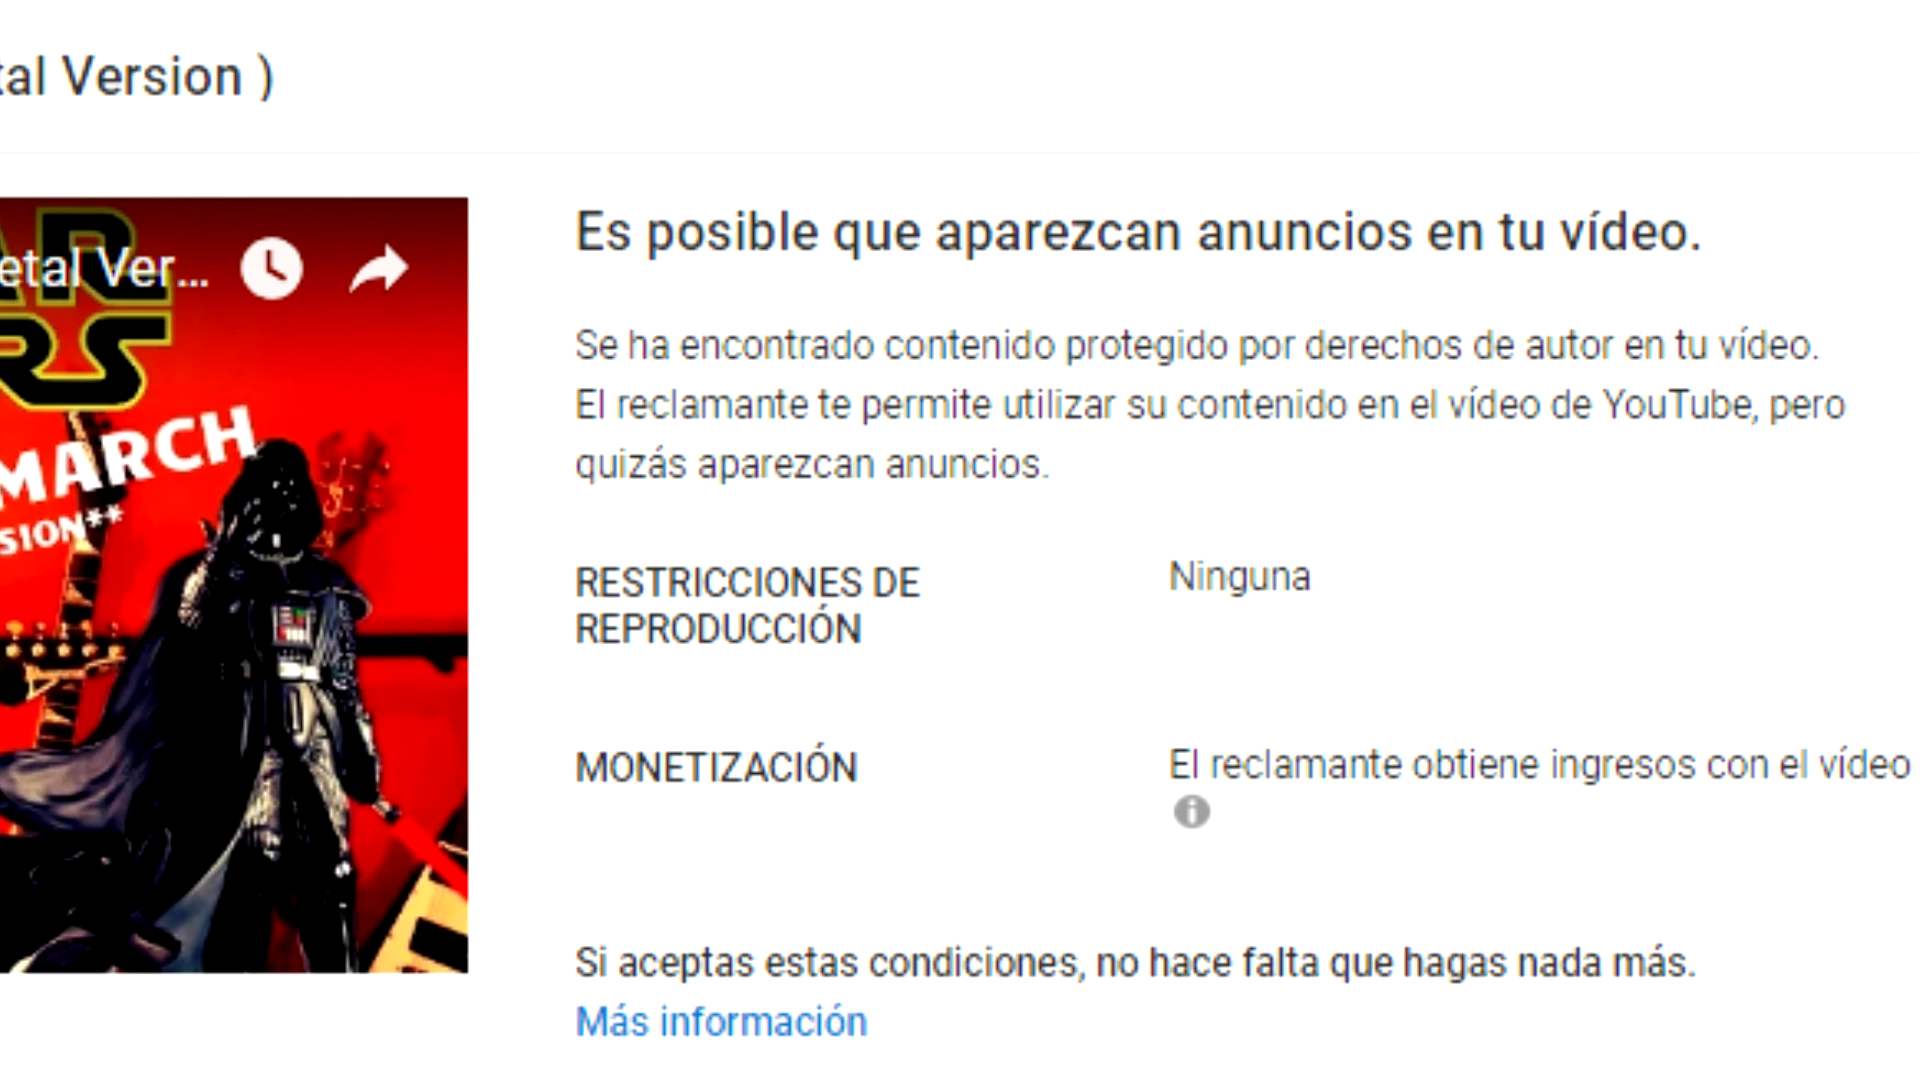 tal Version )
Es posible que aparezcan anuncios en tu vídeo.
etal Ver...
AR
RS
MARCH
SION**
Se ha encontrado contenido protegido por derechos de autor en tu vídeo.
El reclamante te permite utilizar su contenido en el vídeo de YouTube, pero
quizás aparezcan anuncios.
RESTRICCIONES DE
REPRODUCCIÓN
Ninguna
MONETIZACIÓN
El reclamante obtiene ingresos con el vídeo
Si aceptas estas condiciones, no hace falta que hagas nada más.
Más información